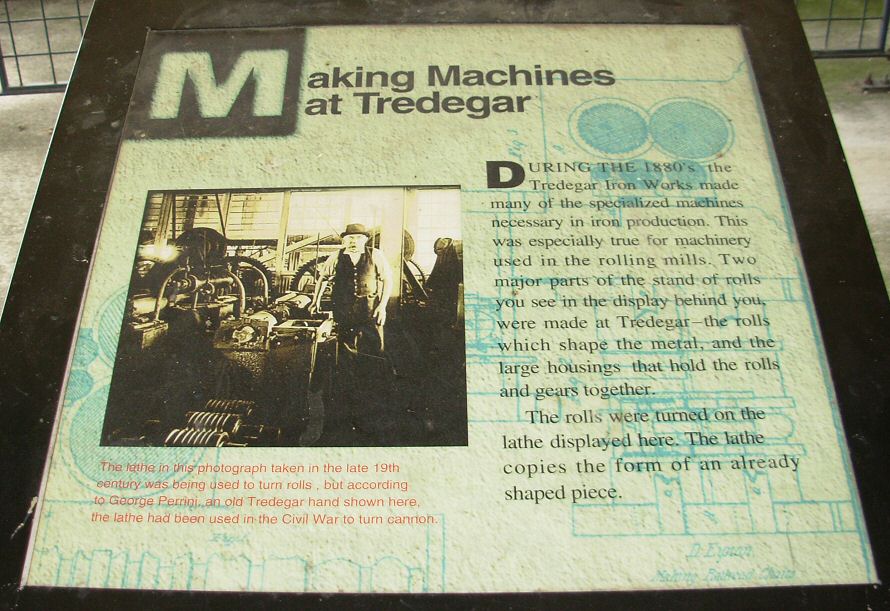 Making Machines
at Tredegar
DURING THE 1880's the
Tredegar Iron Works made
many of the specialized machines
necessary in iron production. This
was especially true for machinery
used in the rolling mills. Two
major parts of the stand of rolls
you see in the display behind you,
were made at Tredegar—the rolls
which shape the metal, and the
large housings that hold the rolls
and gears together.
The rolls were turned on the
lathe displayed here. The lathe
copies the form of an already
shaped piece.
The lathe in this photograph taken in the late 19th
century was being used to turn rolls , but according
to George Perrini, an old Tredegar hand shown here,
the lathe had been used in the Civil War to turn cannon.
Making Railroad Chairs